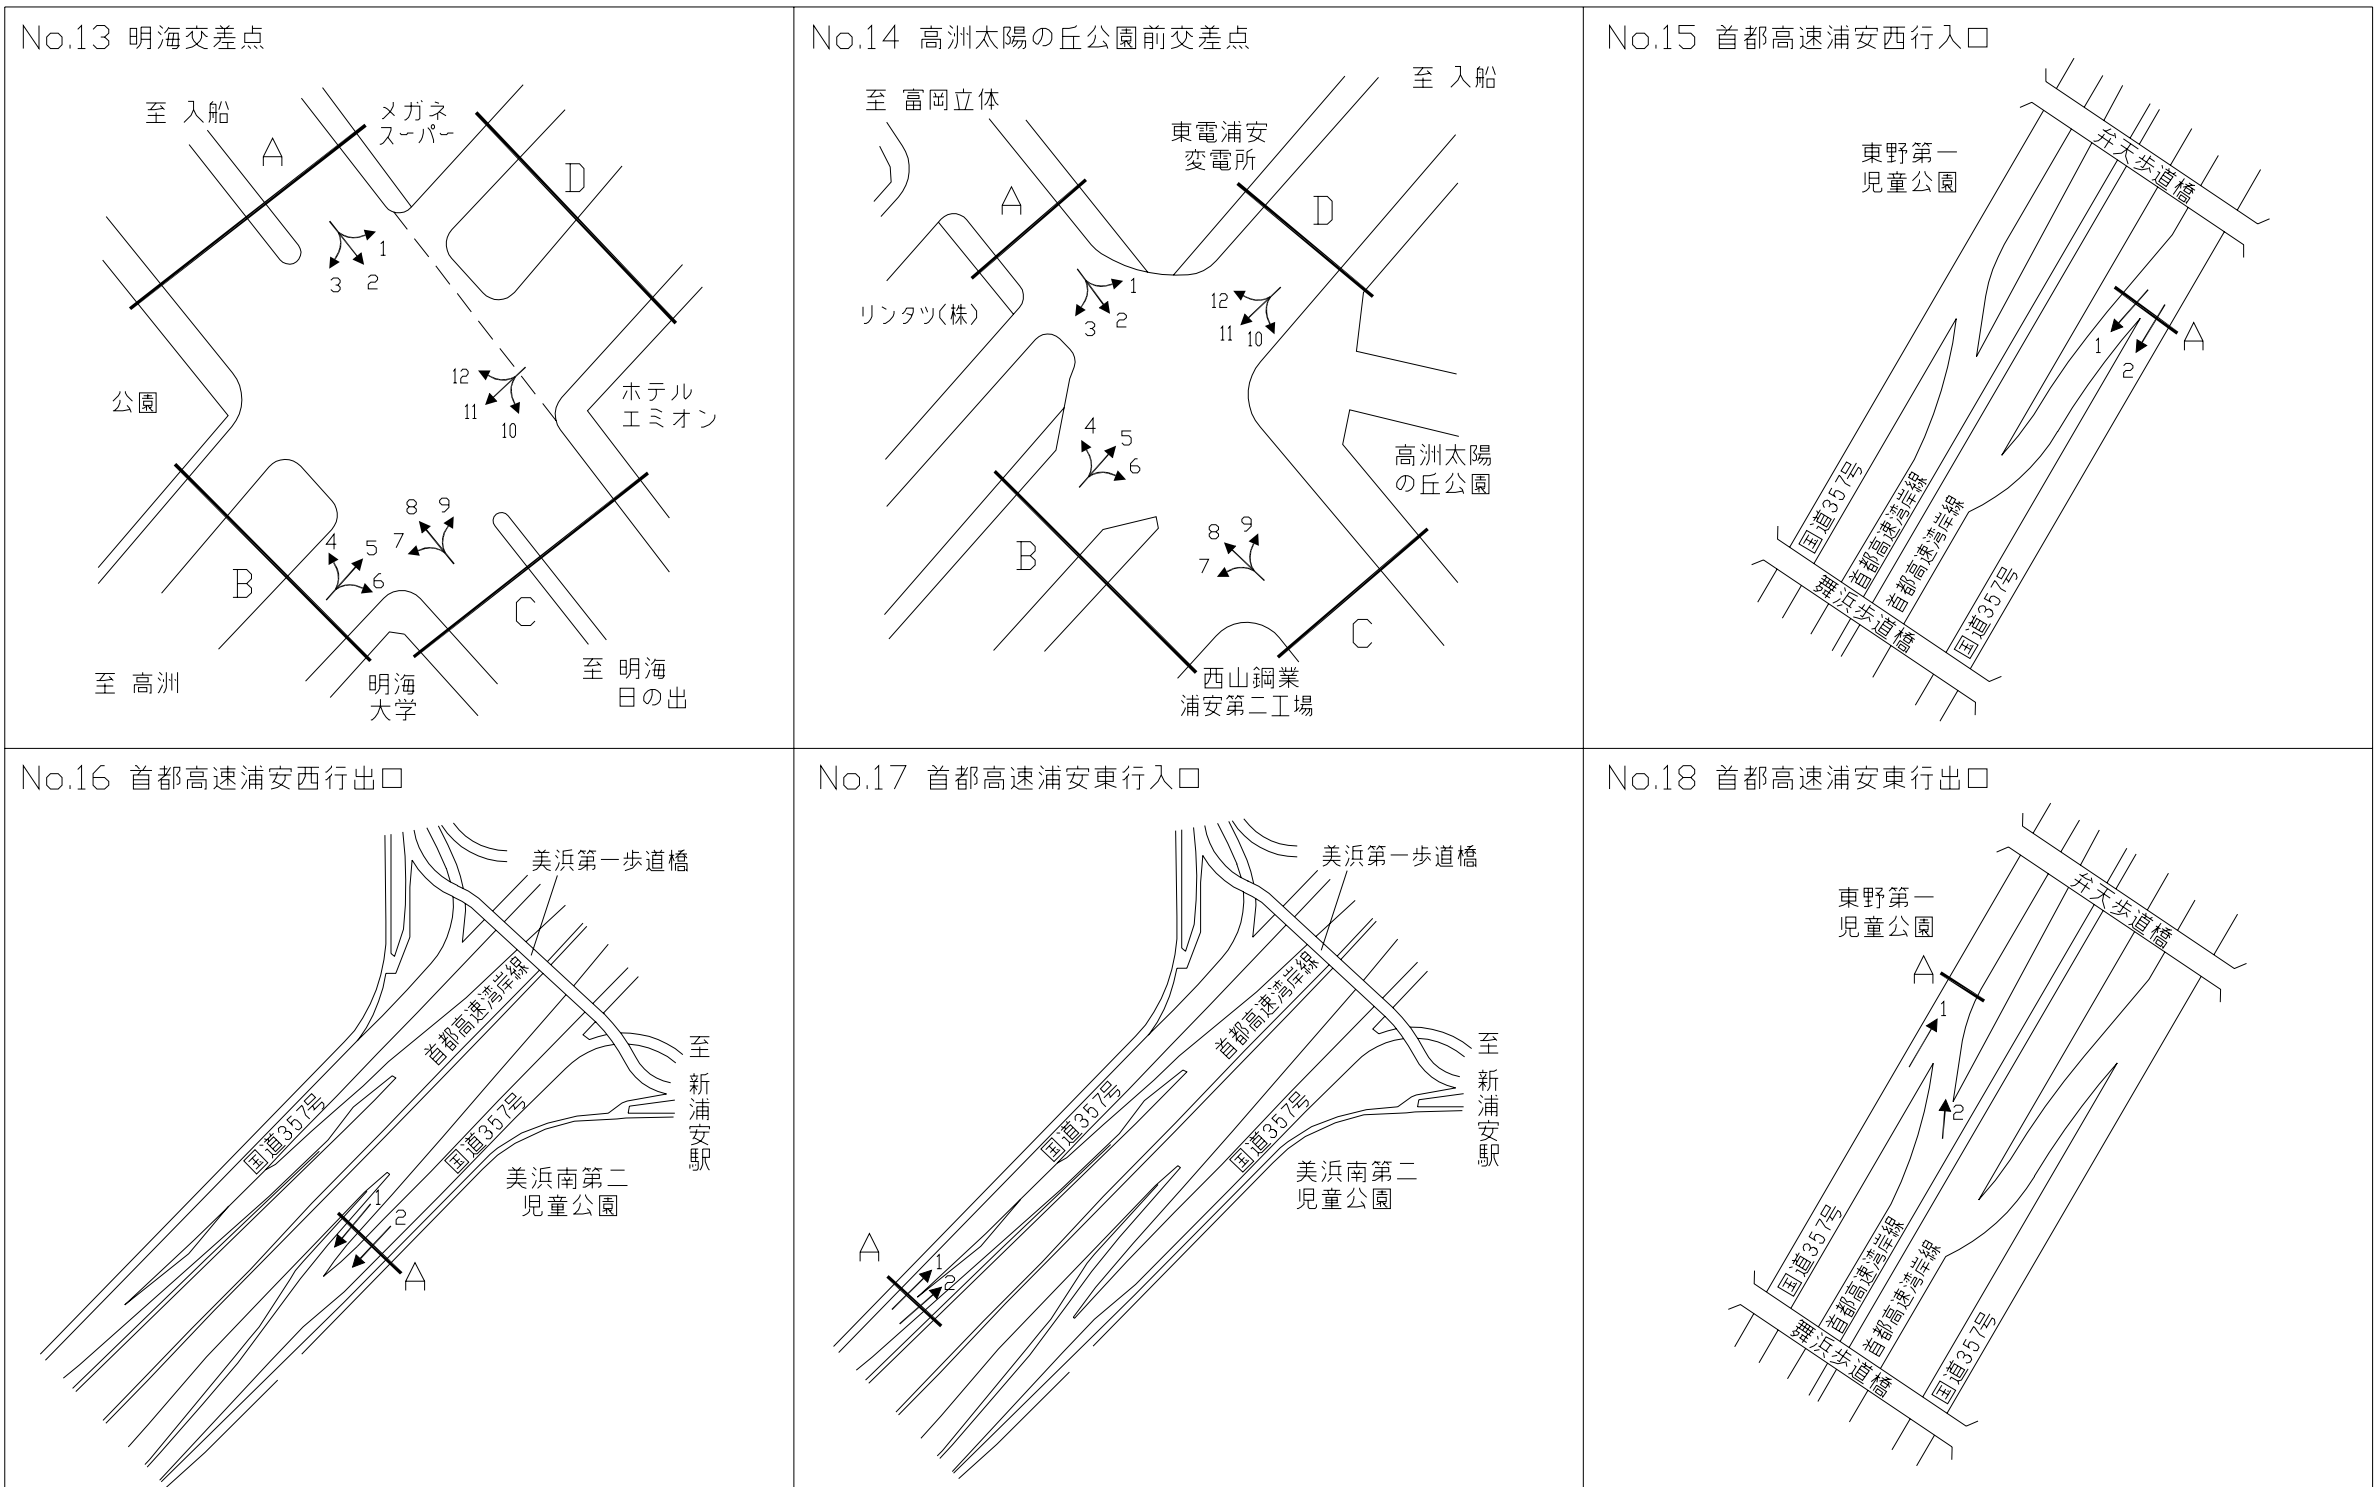 No.13 明海交差点
至 入船
A
メガネ
スーパー
D
1
2
3
12
11
10
公園
ホテル
エミオン
8
9
7
4
5
6
B
C
至 高洲
明海
大学
至 明海
日の出
No.14 高洲太陽の丘公園前交差点
至 富岡立体
至 入船
東電浦安
変電所
A
D
リンタツ(株)
1
2
3
12
11
10
4
5
6
高洲太陽
の丘公園
B
8
9
7
C
西山鋼業
浦安第二工場
No.15 首都高速浦安西行入口
弁天歩道橋
東野第一
児童公園
1
2
A
国道357号
首都高速湾岸線
首都高速湾岸線
国道357号
舞浜歩道橋
No.16 首都高速浦安西行出口
美浜第一歩道橋
首都高速湾岸線
国道357号
国道357号
至 新浦安駅
美浜南第二
児童公園
1
2
A
No.17 首都高速浦安東行入口
美浜第一歩道橋
首都高速湾岸線
国道357号
国道357号
至 新浦安駅
美浜南第二
児童公園
A
1
2
No.18 首都高速浦安東行出口
弁天歩道橋
東野第一
児童公園
A
1
2
国道357号
首都高速湾岸線
首都高速湾岸線
国道357号
舞浜歩道橋